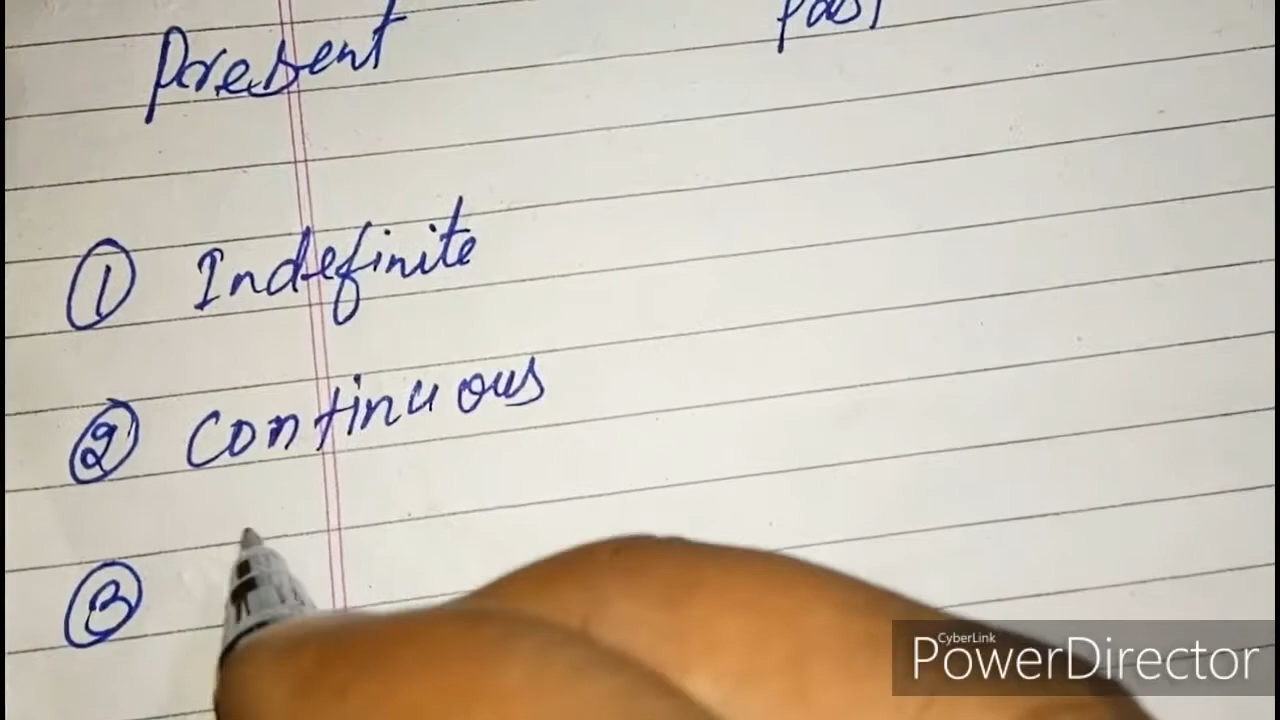 Present Past
① Indefinite
② Continuous
③
CyberLink
PowerDirector